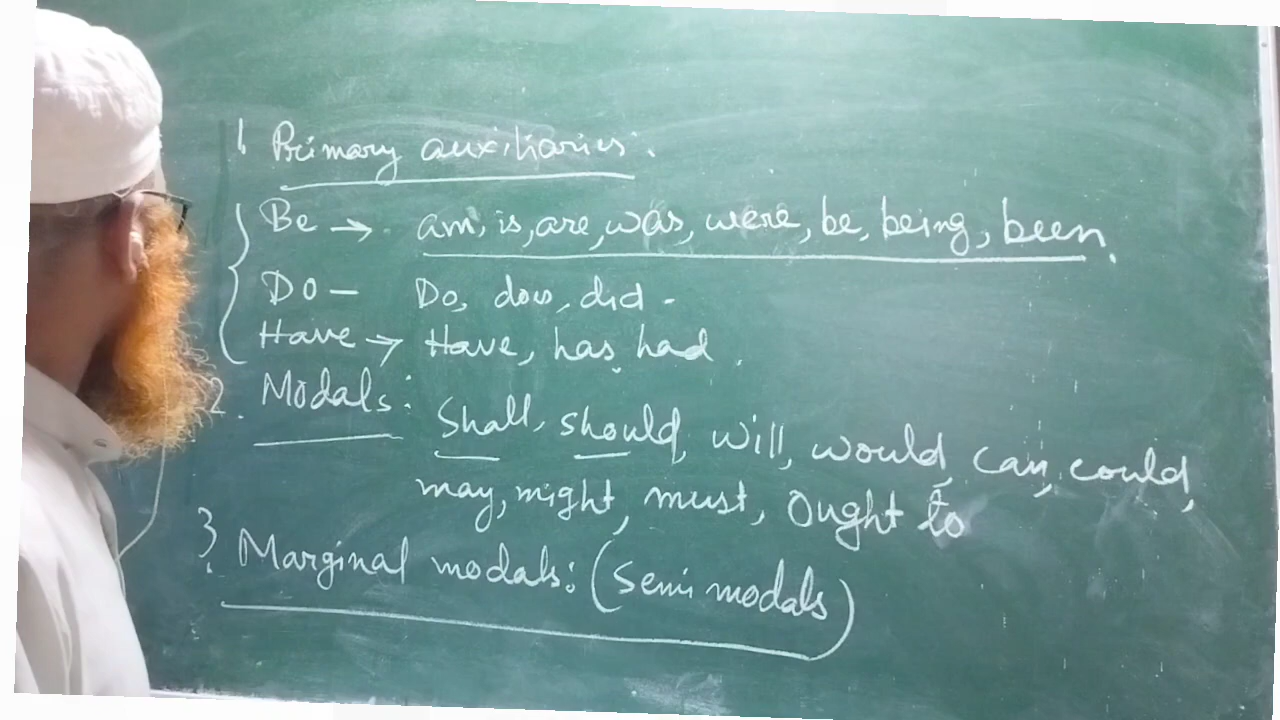 1 Primary auxiliaries.
Be → am, is, are, was, were, be, being, been.
Do – Do, does, did -
Have → Have, has had.
2. Modals: Shall, should, will, would, can, could,
may, might, must, Ought to
3. Marginal modals: (Semi modals)